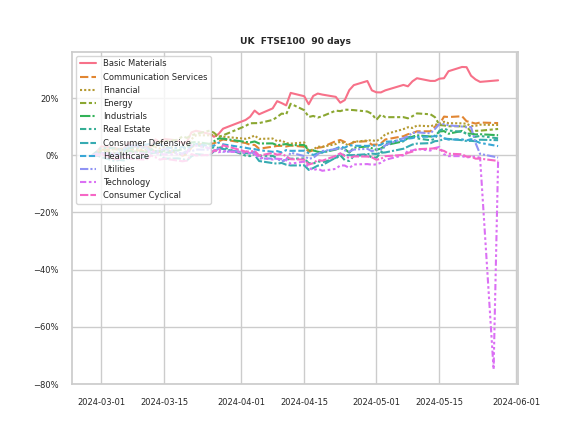 UK FTSE100 90 days
Basic Materials
Communication Services
Financial
Energy
Industrials
Real Estate
Consumer Defensive
Healthcare
Utilities
Technology
Consumer Cyclical
20%
0%
−20%
−40%
−60%
−80%
2024-03-01 2024-03-15 2024-04-01 2024-04-15 2024-05-01 2024-05-15 2024-06-01